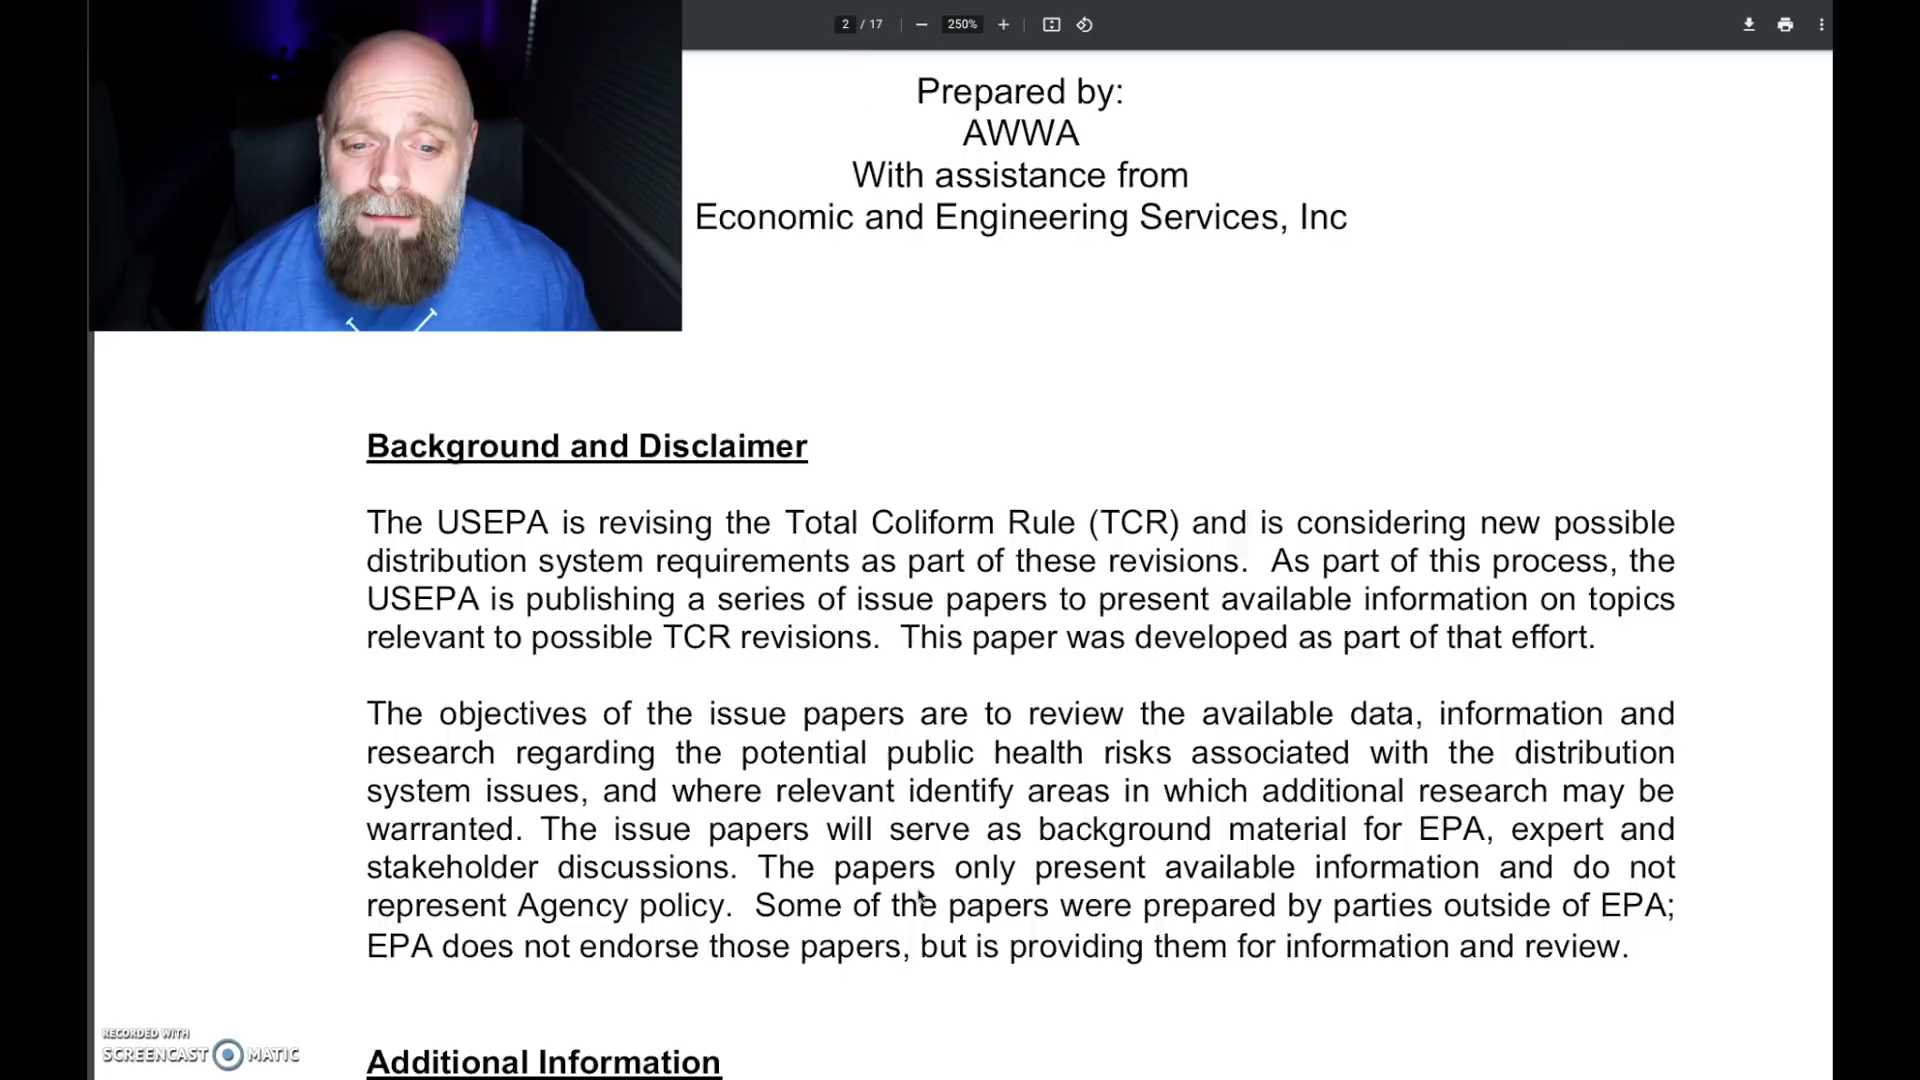 2 / 17 250%
Prepared by:
AWWA
With assistance from
Economic and Engineering Services, Inc
Background and Disclaimer
The USEPA is revising the Total Coliform Rule (TCR) and is considering new possible
distribution system requirements as part of these revisions. As part of this process, the
USEPA is publishing a series of issue papers to present available information on topics
relevant to possible TCR revisions. This paper was developed as part of that effort.
The objectives of the issue papers are to review the available data, information and
research regarding the potential public health risks associated with the distribution
system issues, and where relevant identify areas in which additional research may be
warranted. The issue papers will serve as background material for EPA, expert and
stakeholder discussions. The papers only present available information and do not
represent Agency policy. Some of the papers were prepared by parties outside of EPA;
EPA does not endorse those papers, but is providing them for information and review.
RECORDED WITH
SCREENCAST MATIC
Additional Information